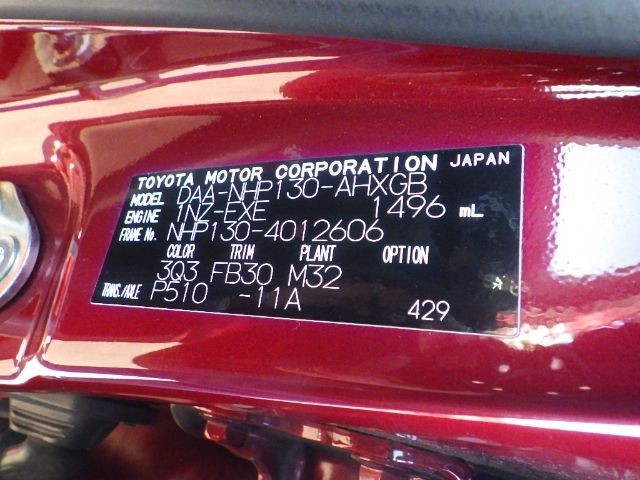 TOYOTA MOTOR CORPORATION JAPAN
MODEL DAA-NHP130-AHXGB
ENGINE 1NZ-EXE 1496 mL
FRAME No. NHP130-4012606
COLOR TRIM PLANT OPTION
3Q3 FB30 M32
TRANS./AXLE P510 -11A
429